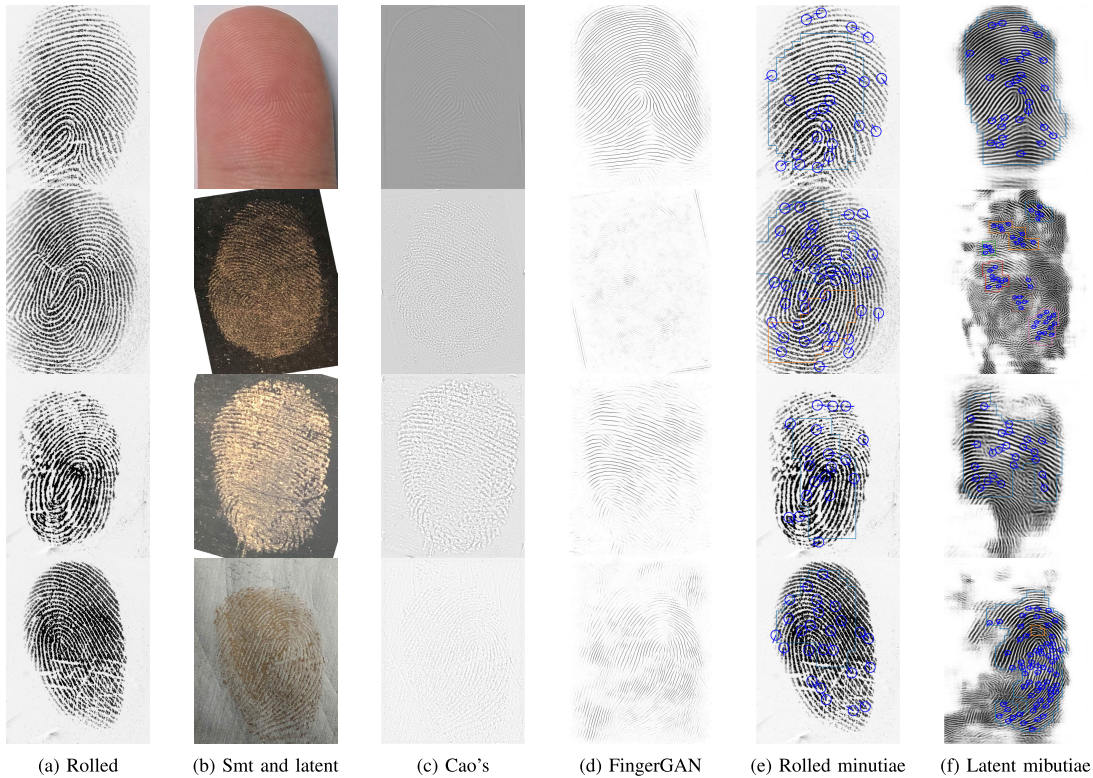 (a) Rolled
(b) Smt and latent
(c) Cao's
(d) FingerGAN
(e) Rolled minutiae
(f) Latent mibutiae